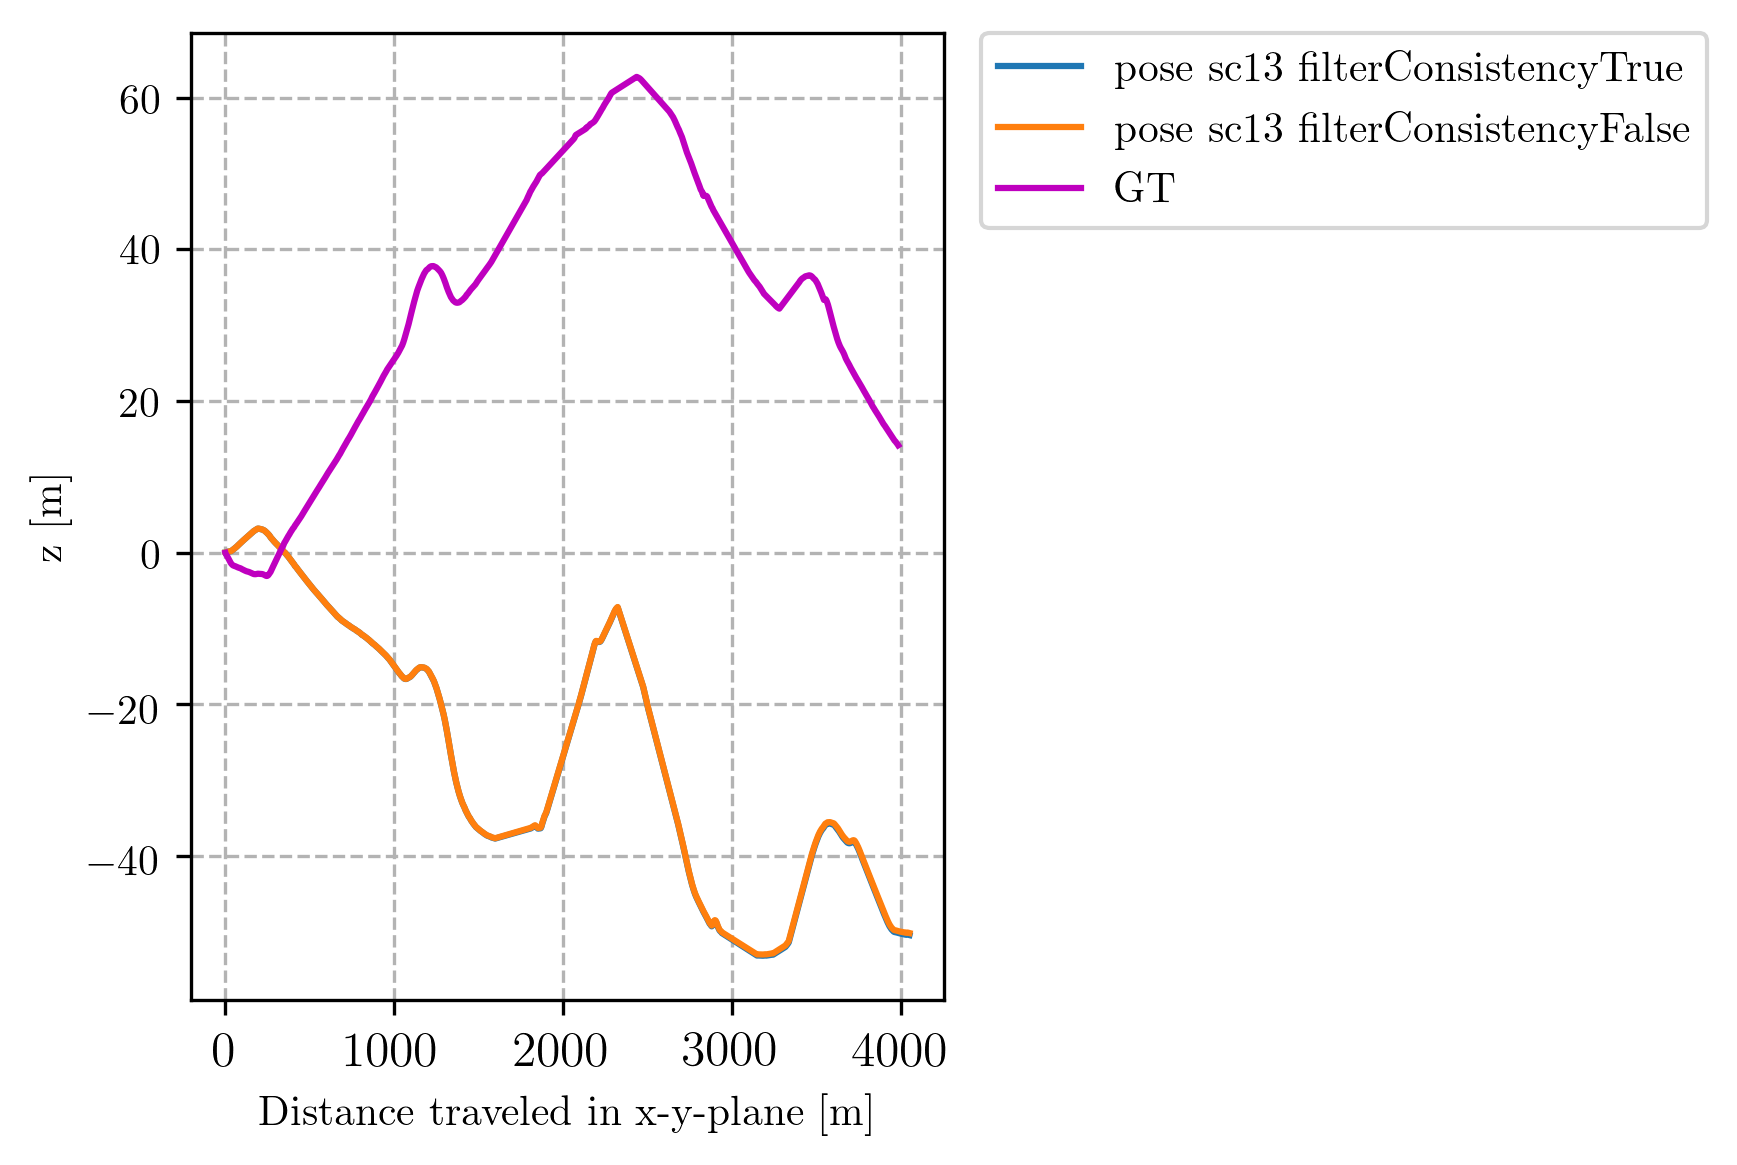 60
40
20
0
−20
−40
z [m]
0 1000 2000 3000 4000
Distance traveled in x-y-plane [m]
pose sc13 filterConsistencyTrue
pose sc13 filterConsistencyFalse
GT